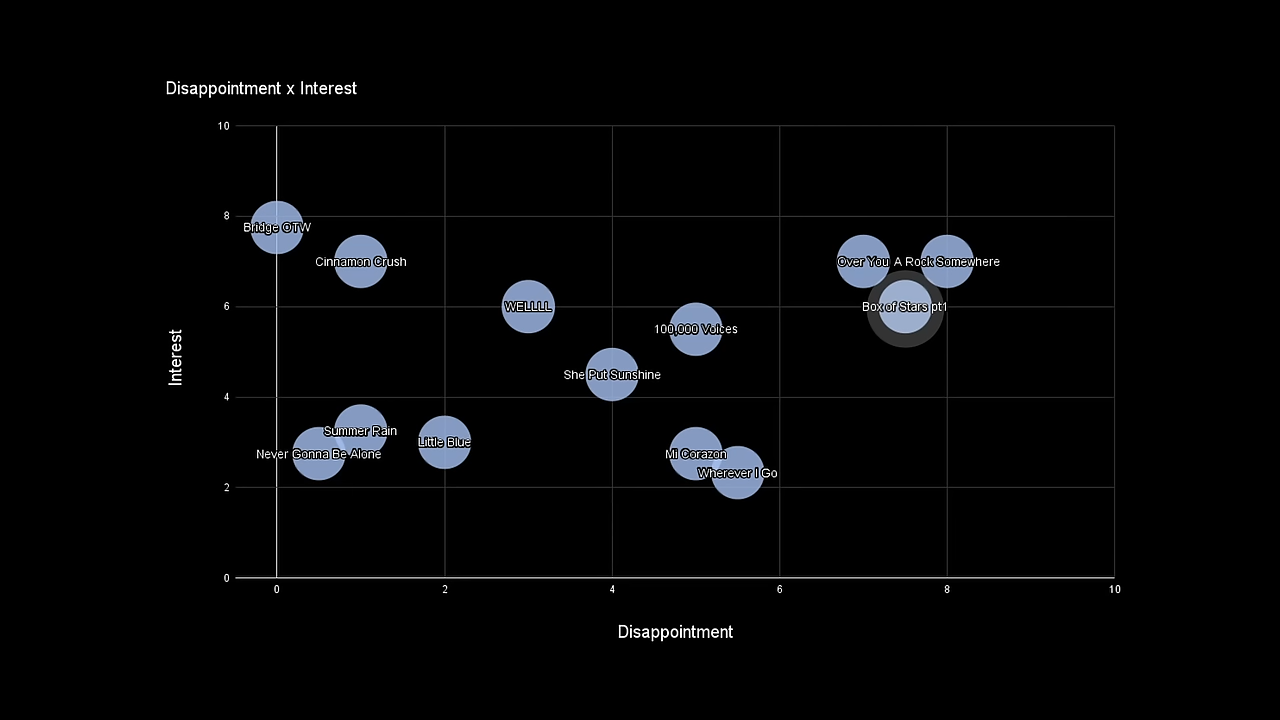 Disappointment x Interest
10
8
6
4
2
0
Interest
Bridge OTW
Cinnamon Crush
Over You
A Rock Somewhere
WELLLL
Box of Stars pt1
100,000 Voices
She Put Sunshine
Summer Rain
Little Blue
Never Gonna Be Alone
Mi Corazon
Wherever I Go
0
2
4
6
8
10
Disappointment